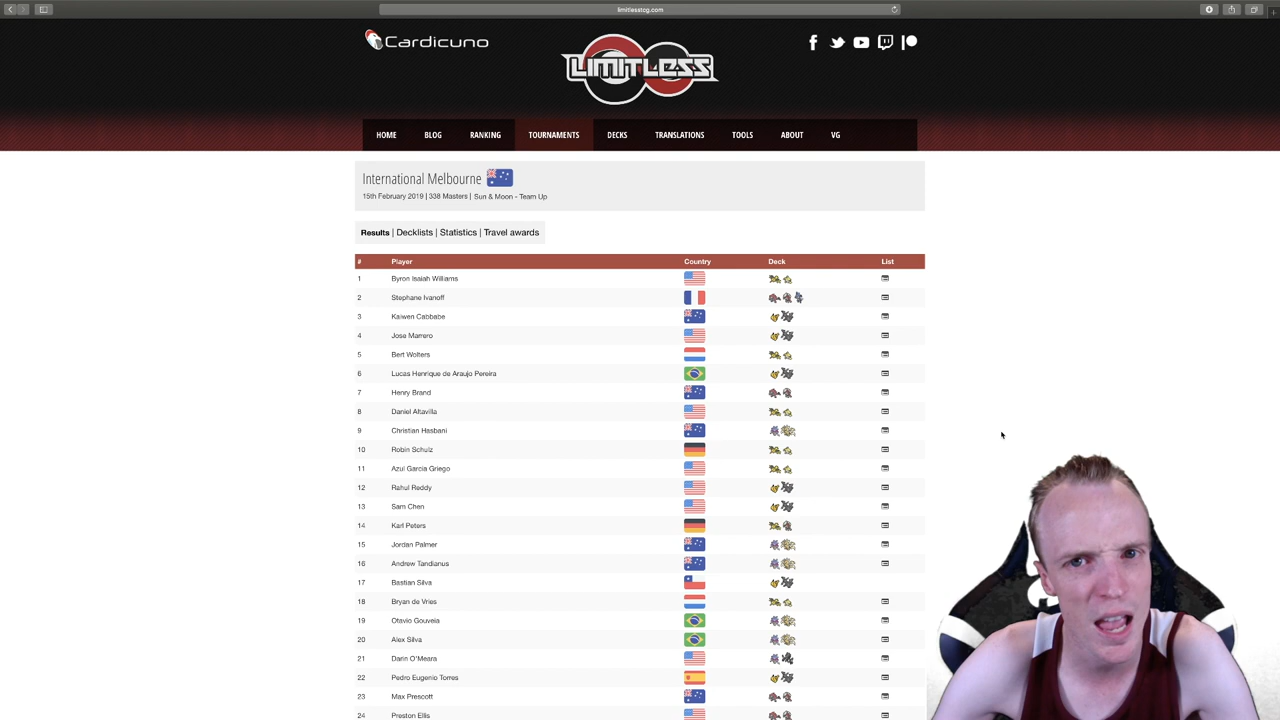 limitlesstcg.com
Cardicuno
LIMITLESS
HOME BLOG RANKING TOURNAMENTS DECKS TRANSLATIONS TOOLS ABOUT VG
International Melbourne
15th February 2019 | 338 Masters | Sun & Moon - Team Up
Results | Decklists | Statistics | Travel awards
# Player Country Deck List
1 Byron Isaiah Williams
2 Stephane Ivanoff
3 Kaiwen Cabbabe
4 Jose Marrero
5 Bert Wolters
6 Lucas Henrique de Araujo Pereira
7 Henry Brand
8 Daniel Altavilla
9 Christian Hasbani
10 Robin Schulz
11 Azul Garcia Griego
12 Rahul Reddy
13 Sam Chen
14 Karl Peters
15 Jordan Palmer
16 Andrew Tandianus
17 Bastian Silva
18 Bryan de Vries
19 Otavio Gouveia
20 Alex Silva
21 Darin O'Meara
22 Pedro Eugenio Torres
23 Max Prescott
24 Preston Ellis